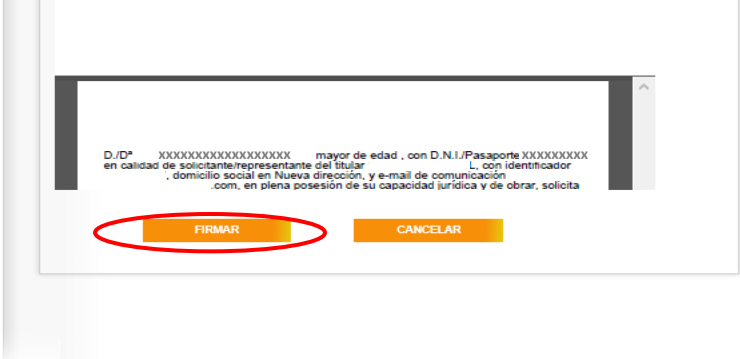 D./Dª XXXXXXXXXXXXXXXXXX mayor de edad , con D.N.I./Pasaporte XXXXXXXXX
en calidad de solicitante/representante del titular L, con identificador
, domicilio social en Nueva dirección, y e-mail de comunicación
.com, en plena posesión de su capacidad jurídica y de obrar, solicita
FIRMAR CANCELAR